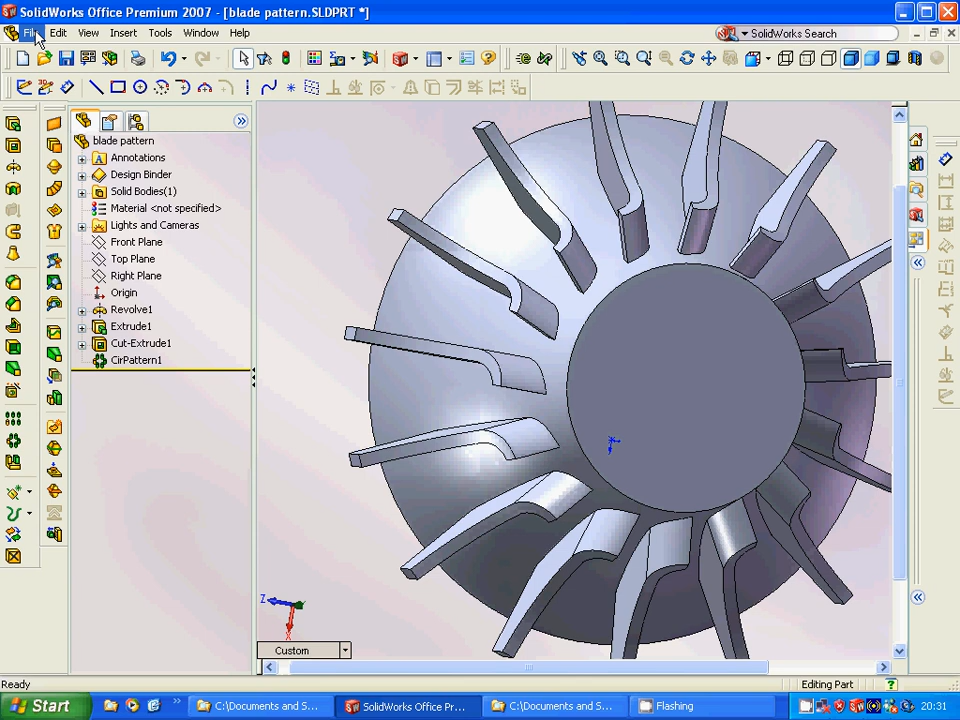 SolidWorks Office Premium 2007 - [blade pattern.SLDPRT *]
File Edit View Insert Tools Window Help
SolidWorks Search
blade pattern
Annotations
Design Binder
Solid Bodies(1)
Material <not specified>
Lights and Cameras
Front Plane
Top Plane
Right Plane
Origin
Revolve1
Extrude1
Cut-Extrude1
CirPattern1
Z
X
Custom
Ready
Editing Part
Start
C:\Documents and S...
SolidWorks Office Pr...
C:\Documents and S...
Flashing
20:31